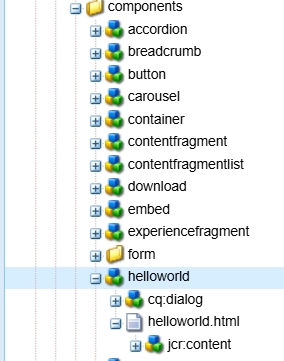 components
accordion
breadcrumb
button
carousel
container
contentfragment
contentfragmentlist
download
embed
experiencefragment
form
helloworld
cq:dialog
helloworld.html
jcr:content